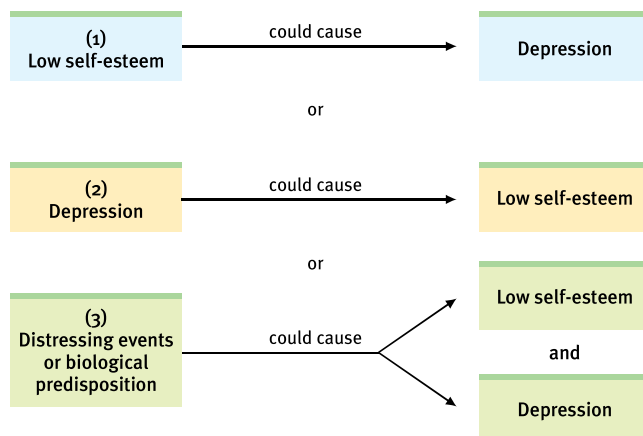 (1)
Low self-esteem
could cause
Depression
or
(2)
Depression
could cause
Low self-esteem
or
(3)
Distressing events
or biological
predisposition
could cause
Low self-esteem
and
Depression